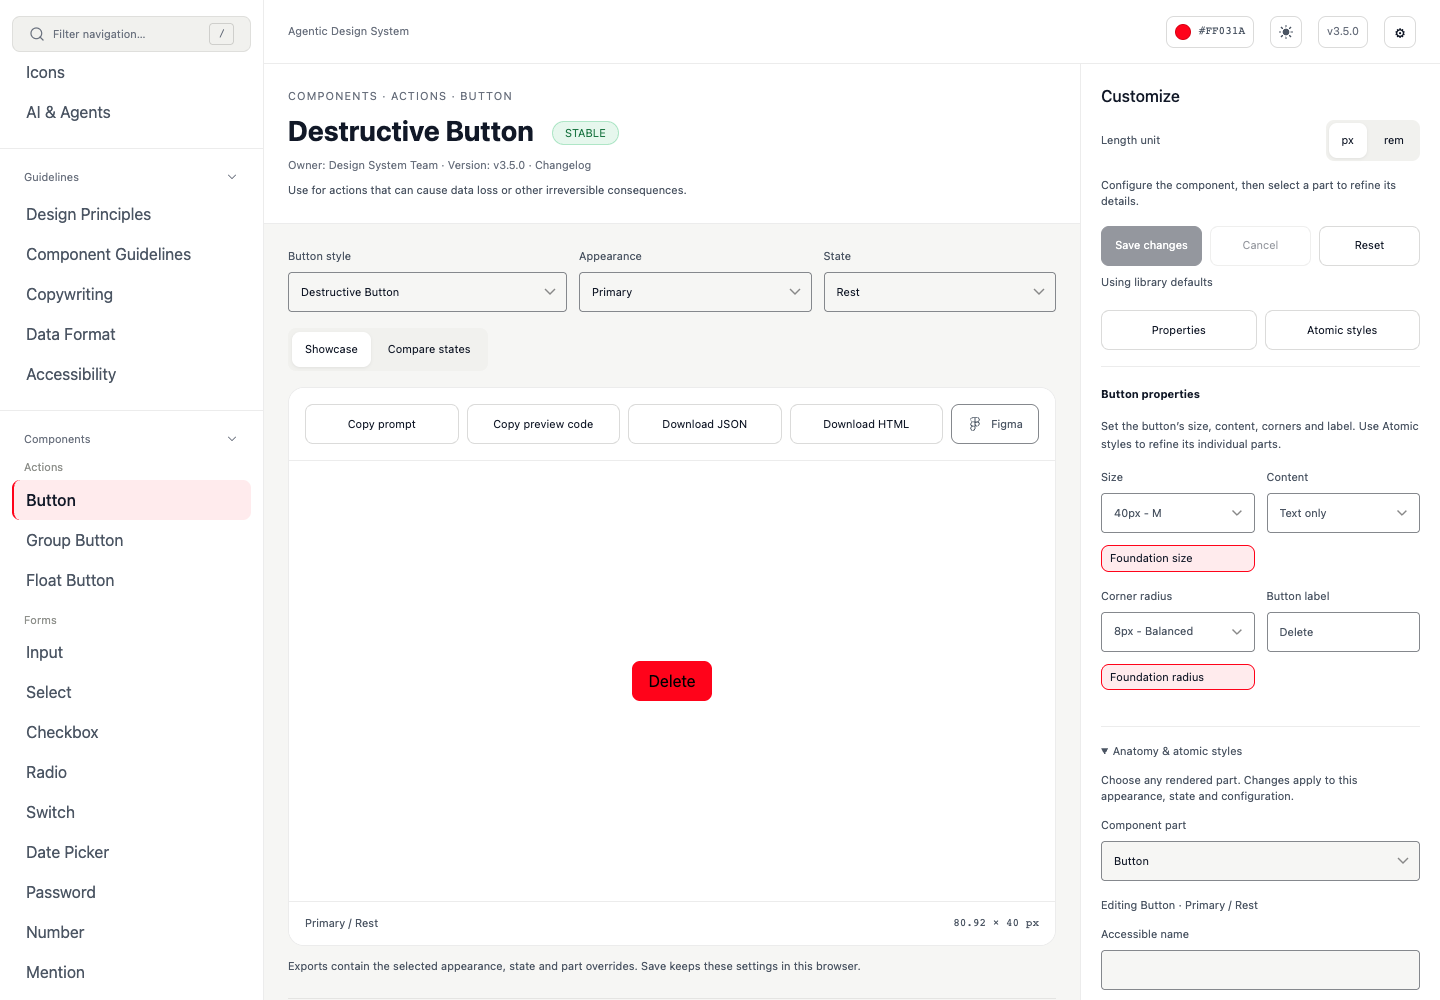 Filter navigation...
/
Icons
AI & Agents
Guidelines
Design Principles
Component Guidelines
Copywriting
Data Format
Accessibility
Components
Actions
Button
Group Button
Float Button
Forms
Input
Select
Checkbox
Radio
Switch
Date Picker
Password
Number
Mention
Agentic Design System
#FF031A
v3.5.0
COMPONENTS · ACTIONS · BUTTON
Destructive Button
STABLE
Owner: Design System Team · Version: v3.5.0 · Changelog
Use for actions that can cause data loss or other irreversible consequences.
Button style
Appearance
State
Destructive Button
Primary
Rest
Showcase
Compare states
Copy prompt
Copy preview code
Download JSON
Download HTML
Figma
Delete
Primary / Rest
80.92 × 40 px
Exports contain the selected appearance, state and part overrides. Save keeps these settings in this browser.
Customize
Length unit
px
rem
Configure the component, then select a part to refine its
details.
Save changes
Cancel
Reset
Using library defaults
Properties
Atomic styles
Button properties
Set the button's size, content, corners and label. Use Atomic
styles to refine its individual parts.
Size
Content
40px - M
Text only
Foundation size
Corner radius
Button label
8px - Balanced
Delete
Foundation radius
▼ Anatomy & atomic styles
Choose any rendered part. Changes apply to this
appearance, state and configuration.
Component part
Button
Editing Button · Primary / Rest
Accessible name